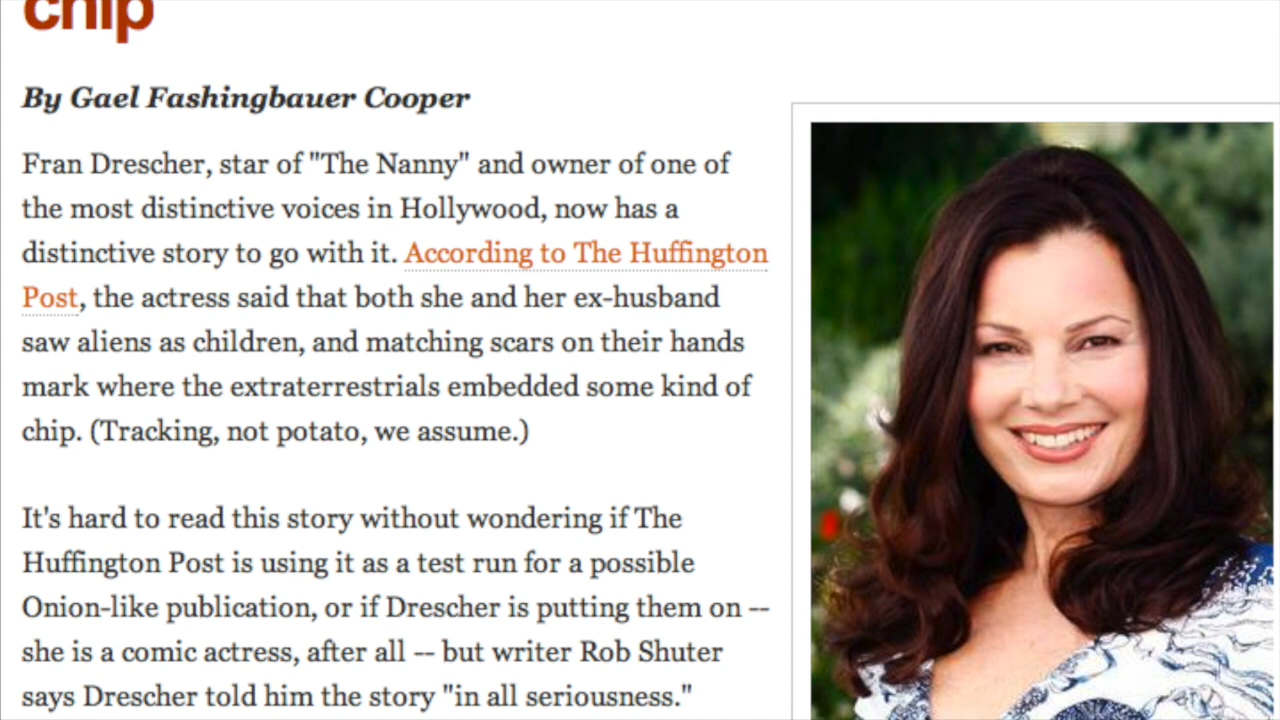 chip
By Gael Fashingbauer Cooper
Fran Drescher, star of "The Nanny" and owner of one of
the most distinctive voices in Hollywood, now has a
distinctive story to go with it. According to The Huffington
Post, the actress said that both she and her ex-husband
saw aliens as children, and matching scars on their hands
mark where the extraterrestrials embedded some kind of
chip. (Tracking, not potato, we assume.)
It's hard to read this story without wondering if The
Huffington Post is using it as a test run for a possible
Onion-like publication, or if Drescher is putting them on --
she is a comic actress, after all -- but writer Rob Shuter
says Drescher told him the story "in all seriousness."